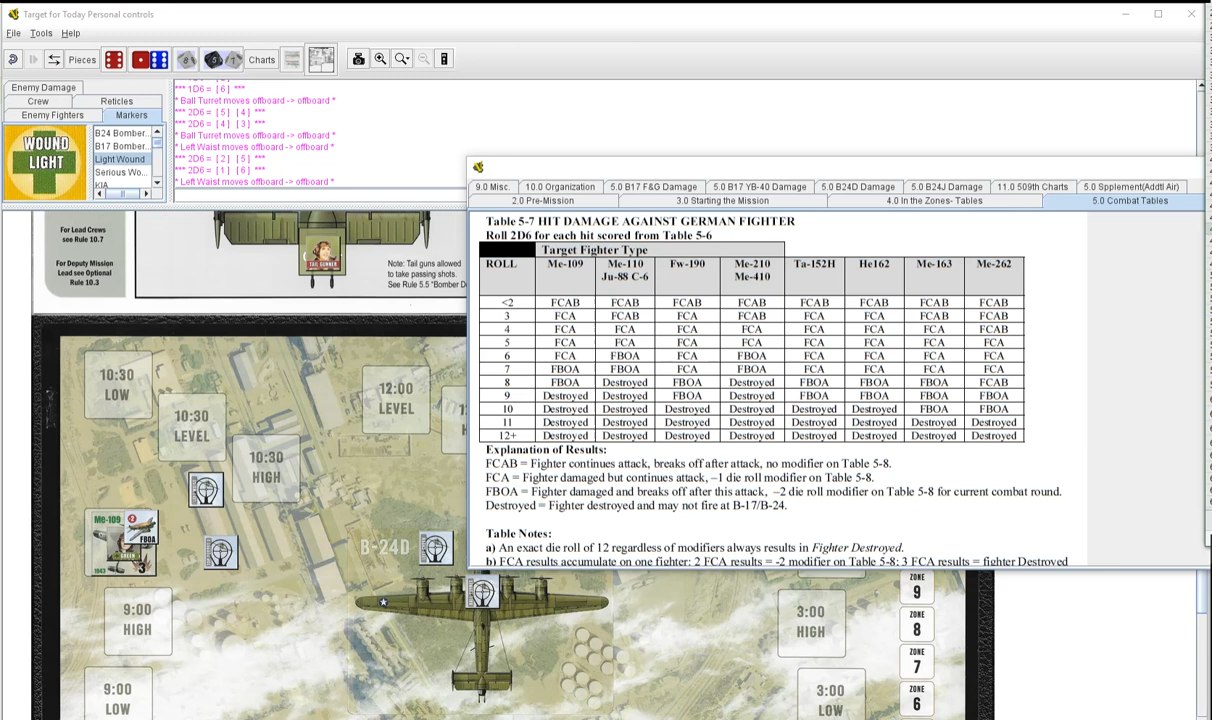 Target for Today Personal controls
File Tools Help
Pieces
Charts
Enemy Damage
Crew Reticles
Enemy Fighters Markers
WOUND
LIGHT
B24 Bomber...
B17 Bomber...
Light Wound
Serious Wo...
KIA
*** 1D6 = [6] ***
* Ball Turret moves offboard -> offboard *
*** 2D6 = [5] [4] ***
*** 2D6 = [4] [3] ***
* Ball Turret moves offboard -> offboard *
* Left Waist moves offboard -> offboard *
*** 2D6 = [2] [5] ***
*** 2D6 = [1] [6] ***
* Left Waist moves offboard -> offboard *
9.0 Misc. 10.0 Organization 5.0 B17 F&G Damage 5.0 B17 YB-40 Damage 5.0 B24D Damage 5.0 B24J Damage 11.0 509th Charts 5.0 Spplement(Addtl Air)
2.0 Pre-Mission 3.0 Starting the Mission 4.0 In the Zones- Tables 5.0 Combat Tables
Table 5-7 HIT DAMAGE AGAINST GERMAN FIGHTER
Roll 2D6 for each hit scored from Table 5-6
Target Fighter Type
ROLL Me-109 Me-110 Fw-190 Me-210 Ta-152H He162 Me-163 Me-262
Ju-88 C-6 Me-410
<2 FCAB FCAB FCAB FCAB FCAB FCAB FCAB FCAB
3 FCA FCAB FCA FCAB FCA FCA FCAB FCAB
4 FCA FCA FCA FCA FCA FCA FCA FCAB
5 FCA FCA FCA FCA FCA FCA FCA FCA
6 FCA FBOA FCA FBOA FCA FCA FCA FCA
7 FBOA FBOA FCA FBOA FCA FCA FCA FCA
8 FBOA Destroyed FBOA Destroyed FBOA FBOA FBOA FCAB
9 Destroyed Destroyed FBOA Destroyed FBOA FBOA FBOA FBOA
10 Destroyed Destroyed Destroyed Destroyed Destroyed Destroyed FBOA FBOA
11 Destroyed Destroyed Destroyed Destroyed Destroyed Destroyed Destroyed Destroyed
12+ Destroyed Destroyed Destroyed Destroyed Destroyed Destroyed Destroyed Destroyed
Explanation of Results:
FCAB = Fighter continues attack, breaks off after attack, no modifier on Table 5-8.
FCA = Fighter damaged but continues attack, –1 die roll modifier on Table 5-8.
FBOA = Fighter damaged and breaks off after this attack, –2 die roll modifier on Table 5-8 for current combat round.
Destroyed = Fighter destroyed and may not fire at B-17/B-24.
Table Notes:
a) An exact die roll of 12 regardless of modifiers always results in Fighter Destroyed.
b) FCA results accumulate on one fighter: 2 FCA results = -2 modifier on Table 5-8; 3 FCA results = fighter Destroyed
For Lead Crews
see Rule 10.7
For Deputy Mission
Lead see Optional
Rule 10.3
TAIL GUNNER
Note: Tail guns allowed
to take passing shots.
See Rule 5.5 "Bomber D
10:30
LOW
10:30
LEVEL
10:30
HIGH
12:00
LEVEL
Me-109
FBOA
GREEN
1943 3
B-24D
9:00
HIGH
9:00
LOW
3:00
HIGH
3:00
LOW
ZONE
9
ZONE
8
ZONE
7
ZONE
6